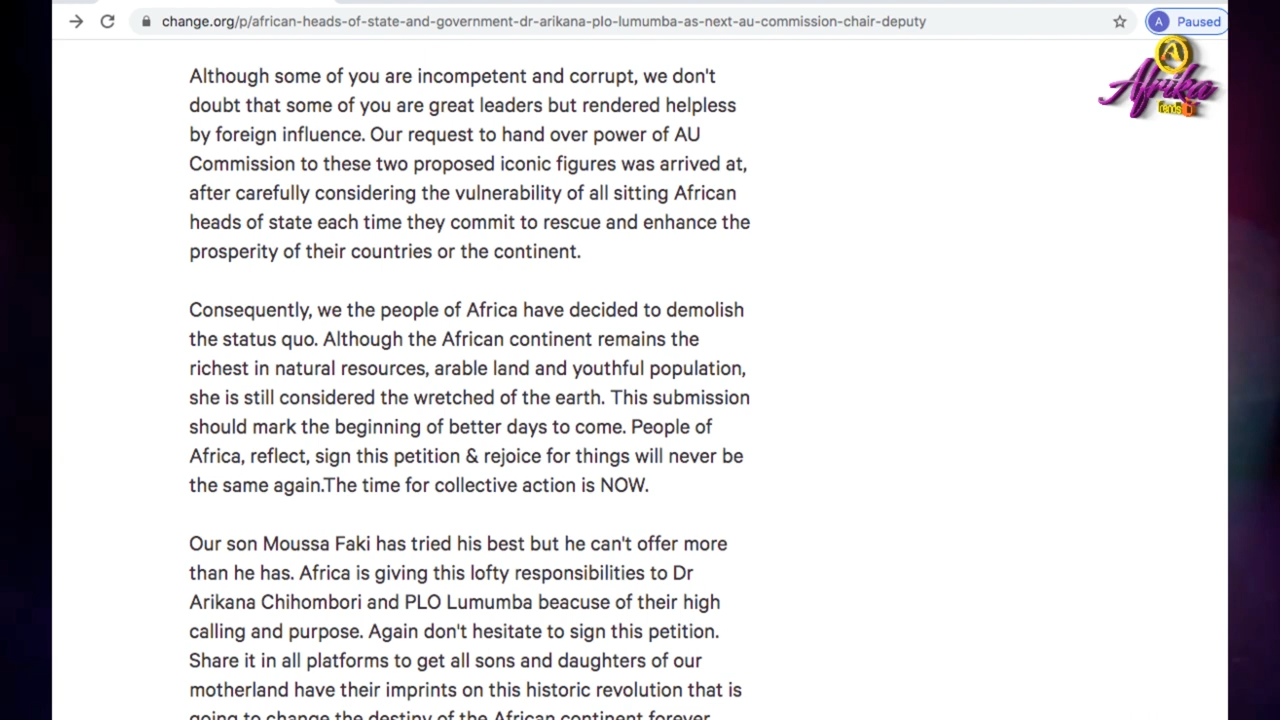 change.org/p/african-heads-of-state-and-government-dr-arikana-plo-lumumba-as-next-au-commission-chair-deputy
A Paused
A
Afrika
Although some of you are incompetent and corrupt, we don't
doubt that some of you are great leaders but rendered helpless
by foreign influence. Our request to hand over power of AU
Commission to these two proposed iconic figures was arrived at,
after carefully considering the vulnerability of all sitting African
heads of state each time they commit to rescue and enhance the
prosperity of their countries or the continent.
Consequently, we the people of Africa have decided to demolish
the status quo. Although the African continent remains the
richest in natural resources, arable land and youthful population,
she is still considered the wretched of the earth. This submission
should mark the beginning of better days to come. People of
Africa, reflect, sign this petition & rejoice for things will never be
the same again.The time for collective action is NOW.
Our son Moussa Faki has tried his best but he can't offer more
than he has. Africa is giving this lofty responsibilities to Dr
Arikana Chihombori and PLO Lumumba beacuse of their high
calling and purpose. Again don't hesitate to sign this petition.
Share it in all platforms to get all sons and daughters of our
motherland have their imprints on this historic revolution that is
going to change the destiny of the African continent forever